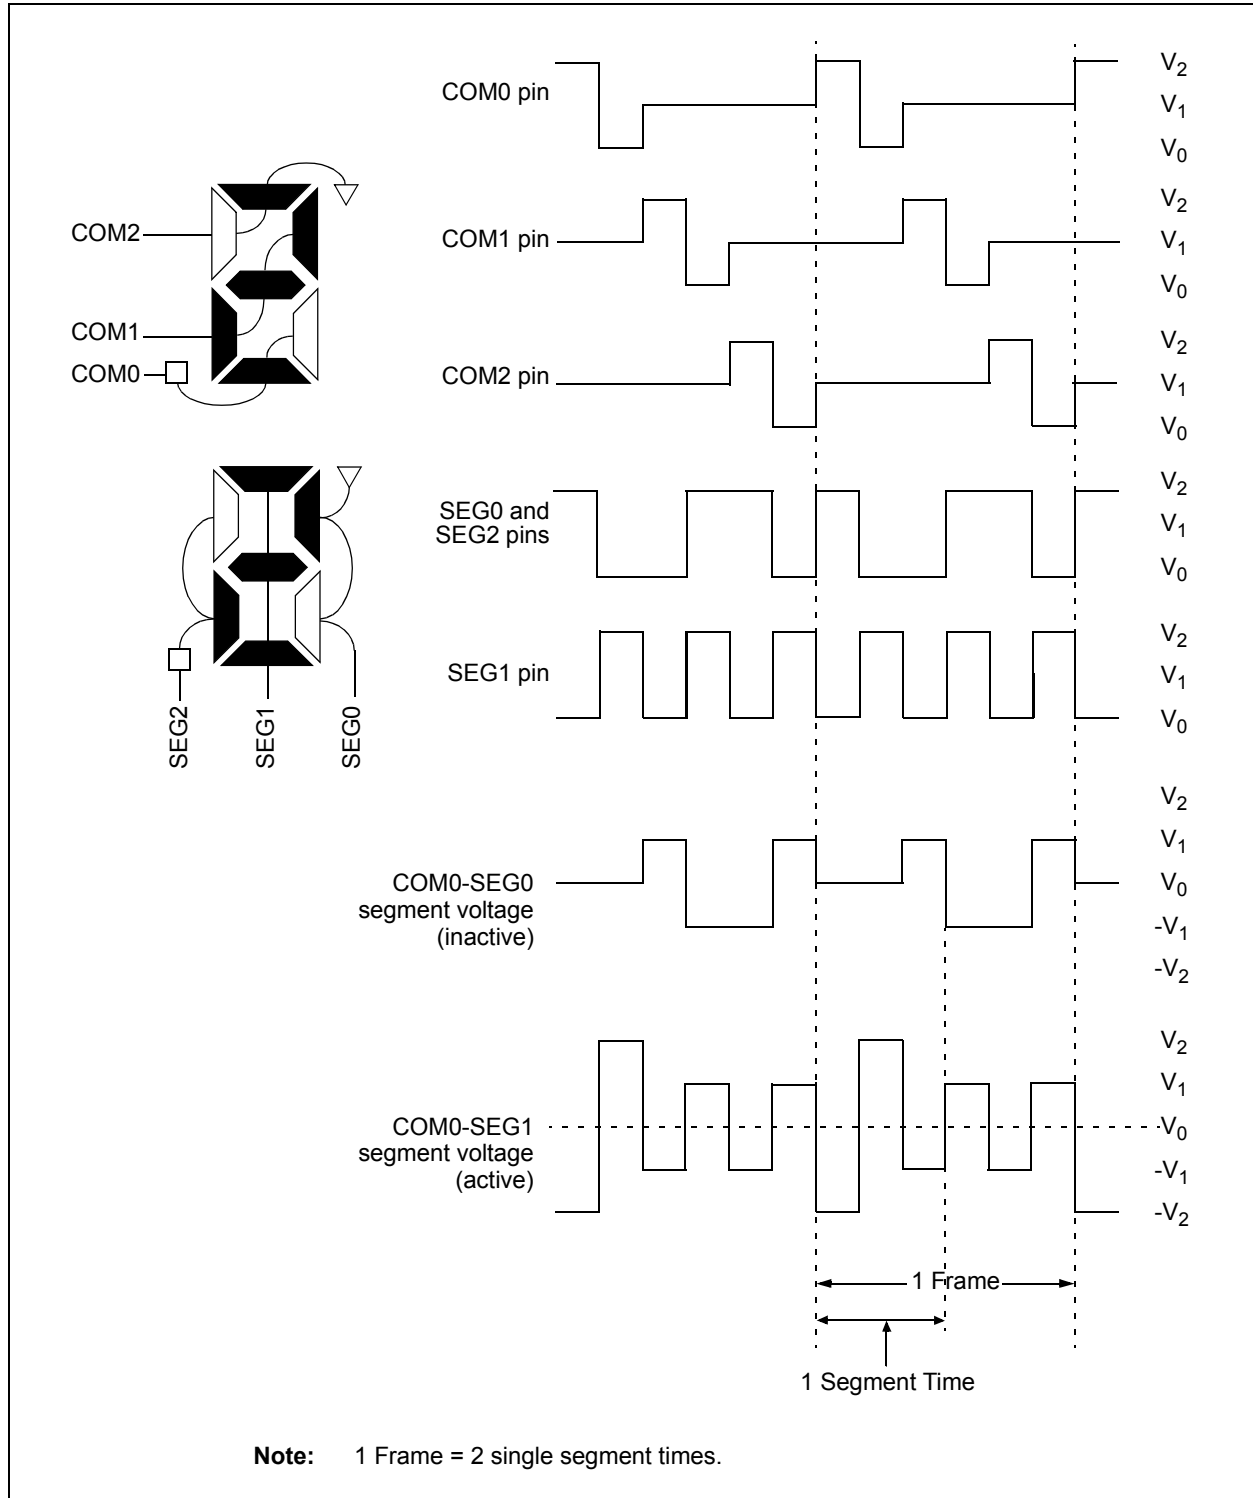 COM0 pin
V2
V1
V0
COM2
COM1
COM0
COM1 pin
V2
V1
V0
COM2 pin
V2
V1
V0
SEG2
SEG1
SEG0
SEG0 and
SEG2 pins
V2
V1
V0
SEG1 pin
V2
V1
V0
COM0-SEG0
segment voltage
(inactive)
V2
V1
V0
-V1
-V2
COM0-SEG1
segment voltage
(active)
V2
V1
V0
-V1
-V2
1 Frame
1 Segment Time
Note: 1 Frame = 2 single segment times.